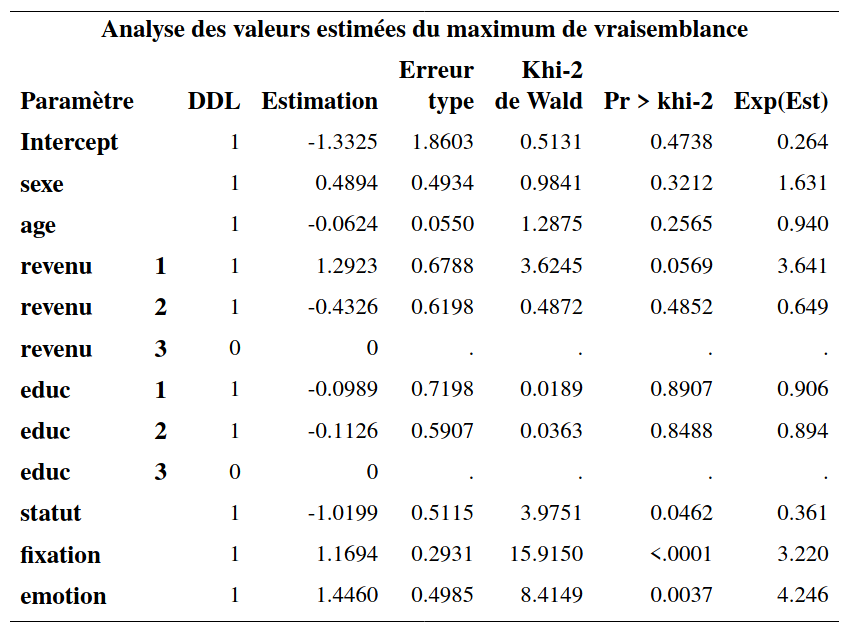 Analyse des valeurs estimées du maximum de vraisemblance
Paramètre DDL Estimation Erreur type Khi-2 de Wald Pr > khi-2 Exp(Est)
Intercept 1 -1.3325 1.8603 0.5131 0.4738 0.264
sexe 1 0.4894 0.4934 0.9841 0.3212 1.631
age 1 -0.0624 0.0550 1.2875 0.2565 0.940
revenu 1 1 1.2923 0.6788 3.6245 0.0569 3.641
revenu 2 1 -0.4326 0.6198 0.4872 0.4852 0.649
revenu 3 0 0 . . . .
educ 1 1 -0.0989 0.7198 0.0189 0.8907 0.906
educ 2 1 -0.1126 0.5907 0.0363 0.8488 0.894
educ 3 0 0 . . . .
statut 1 -1.0199 0.5115 3.9751 0.0462 0.361
fixation 1 1.1694 0.2931 15.9150 <.0001 3.220
emotion 1 1.4460 0.4985 8.4149 0.0037 4.246